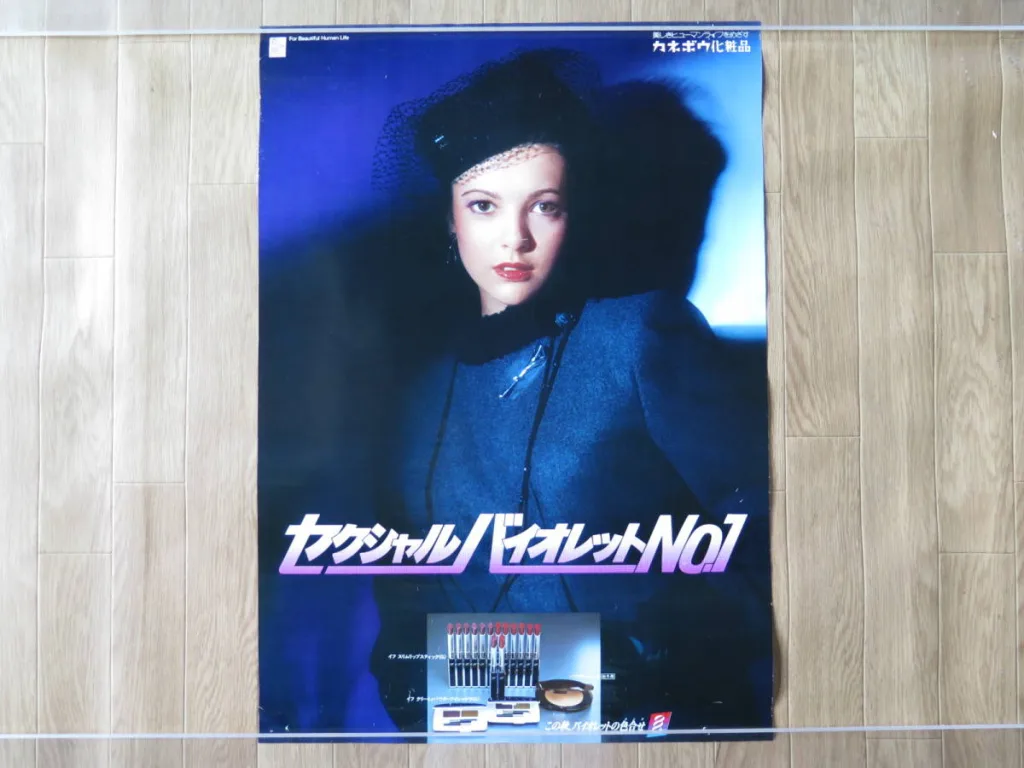 For Beautiful Human Life
美しきヒューマンライフをめざす
カネボウ化粧品
セクシャルバイオレットNo.1
この秋、バイオレットの色合せ